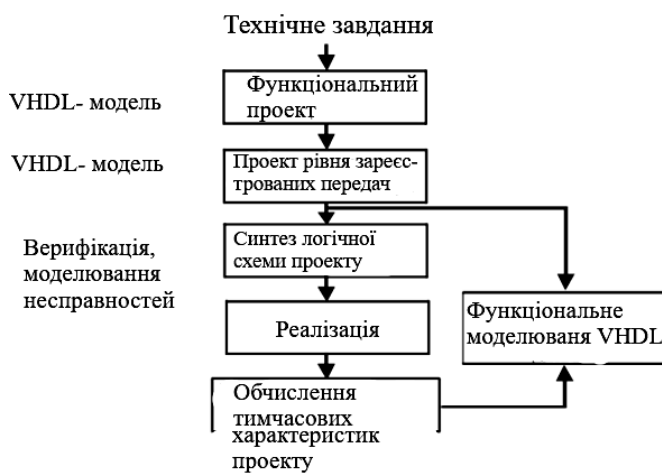 Технічне завдання
VHDL- модель
Функціональний
проект
VHDL- модель
Проект рівня зареєс-
трованих передач
Верифікація,
моделювання
несправностей
Синтез логічної
схеми проекту
Реалізація
Функціональне
моделюваня VHDL
Обчислення
тимчасових
характеристик
проекту